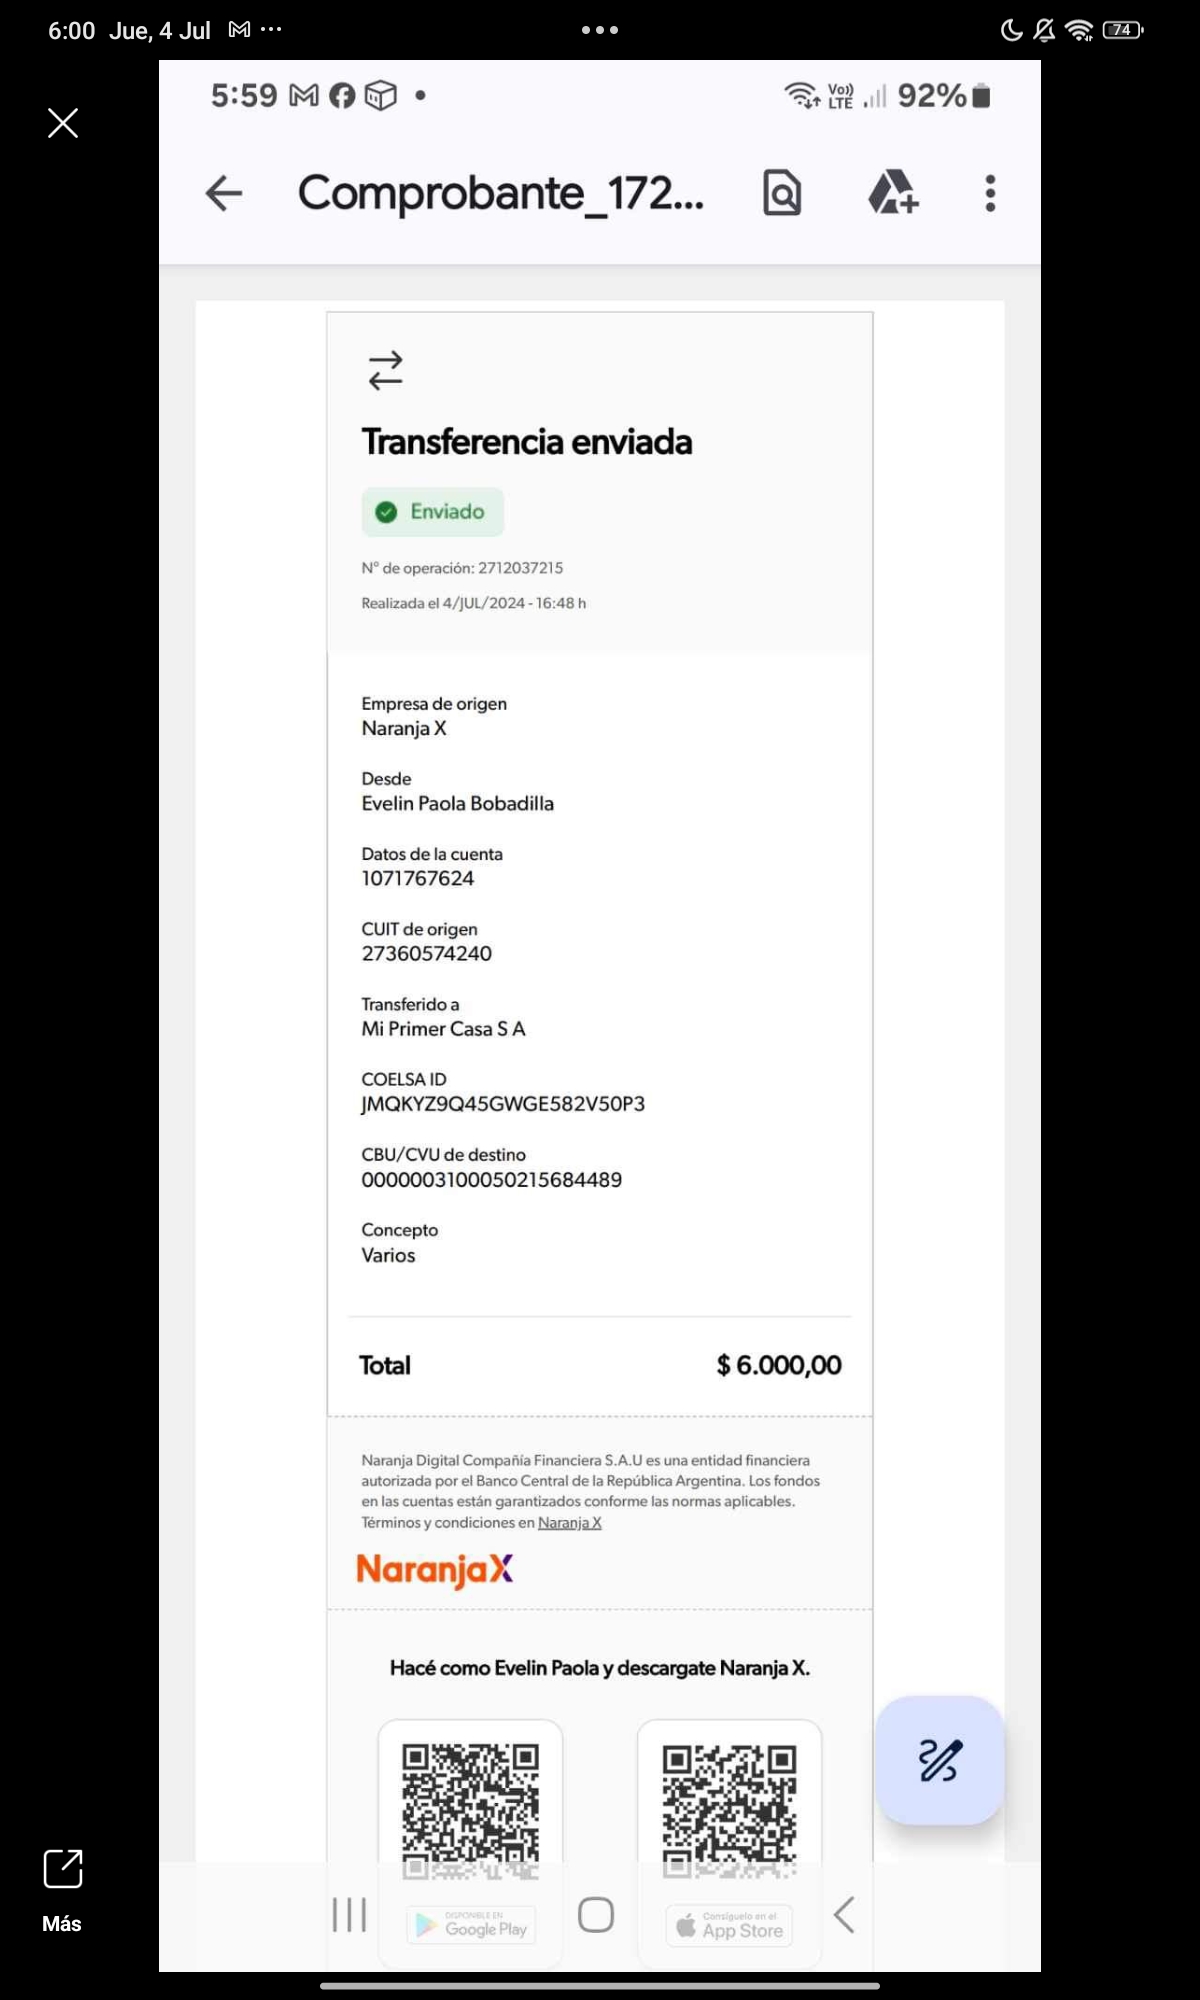 6:00 Jue, 4 Jul
74
5:59
Vo))
LTE
92%
Comprobante_172...
Transferencia enviada
Enviado
N° de operación: 2712037215
Realizada el 4/JUL/2024 - 16:48 h
Empresa de origen
Naranja X
Desde
Evelin Paola Bobadilla
Datos de la cuenta
1071767624
CUIT de origen
27360574240
Transferido a
Mi Primer Casa S A
COELSA ID
JMQKYZ9Q45GWGE582V50P3
CBU/CVU de destino
0000003100050215684489
Concepto
Varios
Total $ 6.000,00
Naranja Digital Compañía Financiera S.A.U es una entidad financiera
autorizada por el Banco Central de la República Argentina. Los fondos
en las cuentas están garantizados conforme las normas aplicables.
Términos y condiciones en Naranja X
NaranjaX
Hacé como Evelin Paola y descargate Naranja X.
DISPONIBLE EN
Google Play
Consíguelo en el
App Store
Más